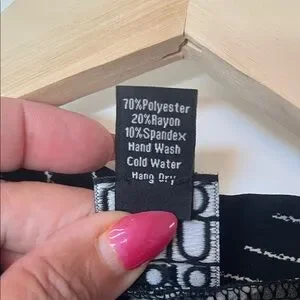 70%Polyester
20%Rayon
10%Spandex
Hand Wash
Cold Water
Hang Dry